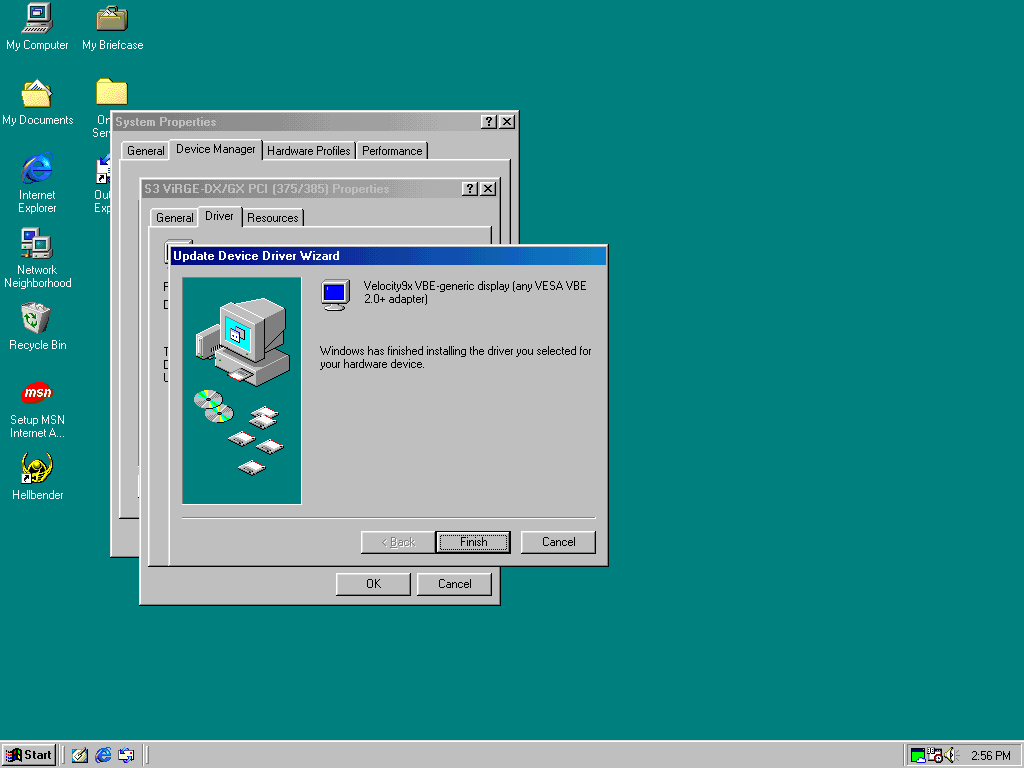 My Computer
My Briefcase
My Documents
Internet
Explorer
Network
Neighborhood
Recycle Bin
msn
Setup MSN
Internet A...
Hellbender
System Properties
General
Device Manager
Hardware Profiles
Performance
S3 ViRGE-DX/GX PCI (375/385) Properties
General
Driver
Resources
Update Device Driver Wizard
Velocity9x VBE-generic display (any VESA VBE
2.0+ adapter)
Windows has finished installing the driver you selected for
your hardware device.
< Back
Finish
Cancel
OK
Cancel
Start
2:56 PM